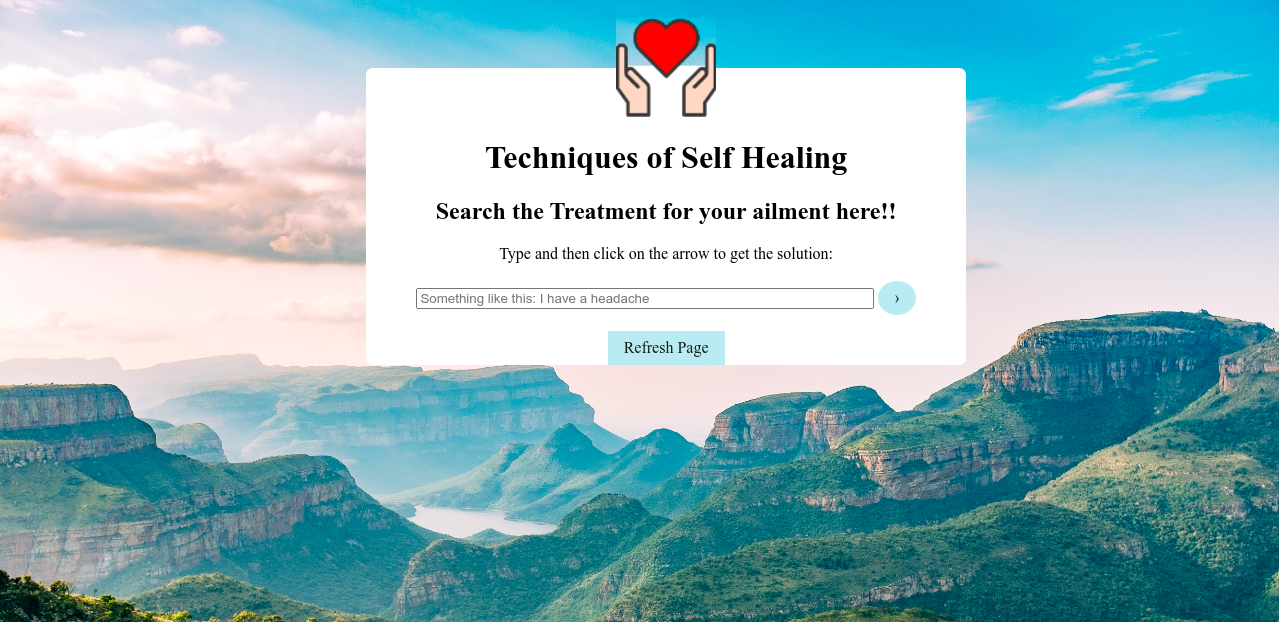 Techniques of Self Healing
Search the Treatment for your ailment here!!
Type and then click on the arrow to get the solution:
Something like this: I have a headache ›
Refresh Page